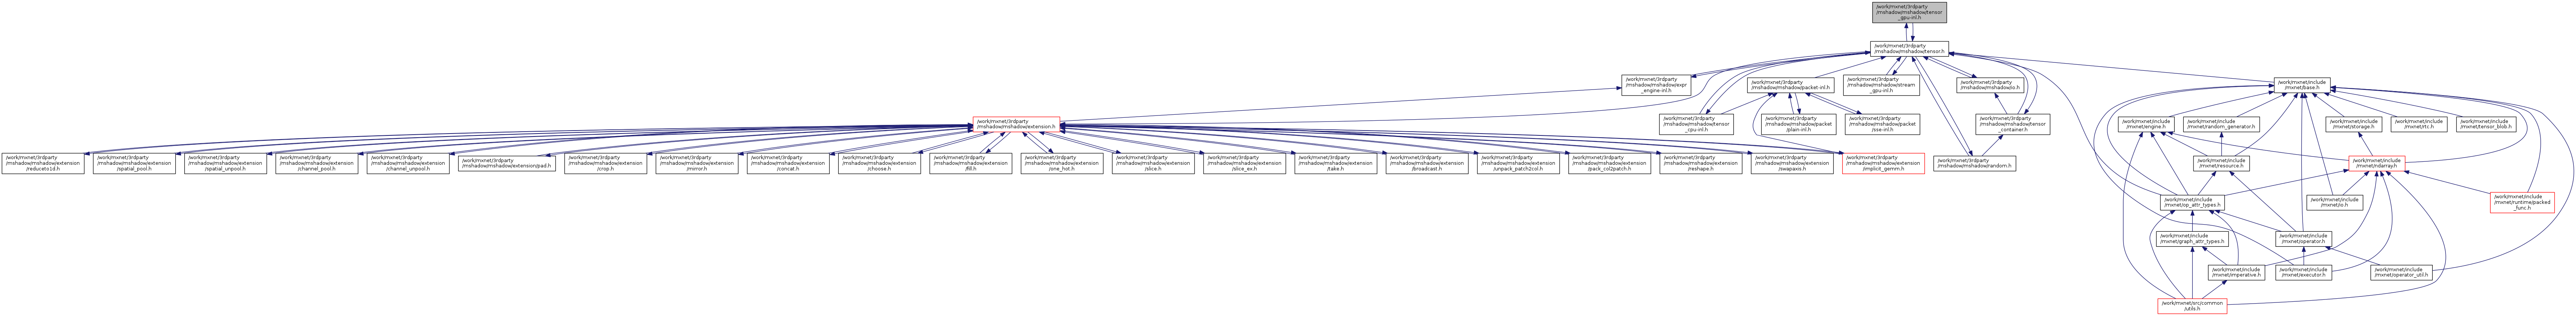 /work/mxnet/3rdparty
/mshadow/mshadow/tensor
_gpu-inl.h
/work/mxnet/3rdparty
/mshadow/mshadow/tensor.h
/work/mxnet/3rdparty
/mshadow/mshadow/expr
_engine-inl.h
/work/mxnet/3rdparty
/mshadow/mshadow/packet-inl.h
/work/mxnet/3rdparty
/mshadow/mshadow/stream
_gpu-inl.h
/work/mxnet/3rdparty
/mshadow/mshadow/io.h
/work/mxnet/include
/mxnet/base.h
/work/mxnet/3rdparty
/mshadow/mshadow/extension.h
/work/mxnet/3rdparty
/mshadow/mshadow/tensor
_cpu-inl.h
/work/mxnet/3rdparty
/mshadow/mshadow/packet
/plain-inl.h
/work/mxnet/3rdparty
/mshadow/mshadow/packet
/sse-inl.h
/work/mxnet/3rdparty
/mshadow/mshadow/tensor
_container.h
/work/mxnet/include
/mxnet/engine.h
/work/mxnet/include
/mxnet/random_generator.h
/work/mxnet/include
/mxnet/storage.h
/work/mxnet/include
/mxnet/rtc.h
/work/mxnet/include
/mxnet/tensor_blob.h
/work/mxnet/3rdparty
/mshadow/mshadow/extension
/reduceto1d.h
/work/mxnet/3rdparty
/mshadow/mshadow/extension
/spatial_pool.h
/work/mxnet/3rdparty
/mshadow/mshadow/extension
/spatial_unpool.h
/work/mxnet/3rdparty
/mshadow/mshadow/extension
/channel_pool.h
/work/mxnet/3rdparty
/mshadow/mshadow/extension
/channel_unpool.h
/work/mxnet/3rdparty
/mshadow/mshadow/extension/pad.h
/work/mxnet/3rdparty
/mshadow/mshadow/extension
/crop.h
/work/mxnet/3rdparty
/mshadow/mshadow/extension
/mirror.h
/work/mxnet/3rdparty
/mshadow/mshadow/extension
/concat.h
/work/mxnet/3rdparty
/mshadow/mshadow/extension
/choose.h
/work/mxnet/3rdparty
/mshadow/mshadow/extension
/fill.h
/work/mxnet/3rdparty
/mshadow/mshadow/extension
/one_hot.h
/work/mxnet/3rdparty
/mshadow/mshadow/extension
/slice.h
/work/mxnet/3rdparty
/mshadow/mshadow/extension
/slice_ex.h
/work/mxnet/3rdparty
/mshadow/mshadow/extension
/take.h
/work/mxnet/3rdparty
/mshadow/mshadow/extension
/broadcast.h
/work/mxnet/3rdparty
/mshadow/mshadow/extension
/unpack_patch2col.h
/work/mxnet/3rdparty
/mshadow/mshadow/extension
/pack_col2patch.h
/work/mxnet/3rdparty
/mshadow/mshadow/extension
/reshape.h
/work/mxnet/3rdparty
/mshadow/mshadow/extension
/swapaxis.h
/work/mxnet/3rdparty
/mshadow/mshadow/extension
/implicit_gemm.h
/work/mxnet/3rdparty
/mshadow/mshadow/random.h
/work/mxnet/include
/mxnet/resource.h
/work/mxnet/include
/mxnet/ndarray.h
/work/mxnet/include
/mxnet/op_attr_types.h
/work/mxnet/include
/mxnet/io.h
/work/mxnet/include
/mxnet/runtime/packed
_func.h
/work/mxnet/include
/mxnet/graph_attr_types.h
/work/mxnet/include
/mxnet/operator.h
/work/mxnet/include
/mxnet/imperative.h
/work/mxnet/include
/mxnet/executor.h
/work/mxnet/include
/mxnet/operator_util.h
/work/mxnet/src/common
/utils.h